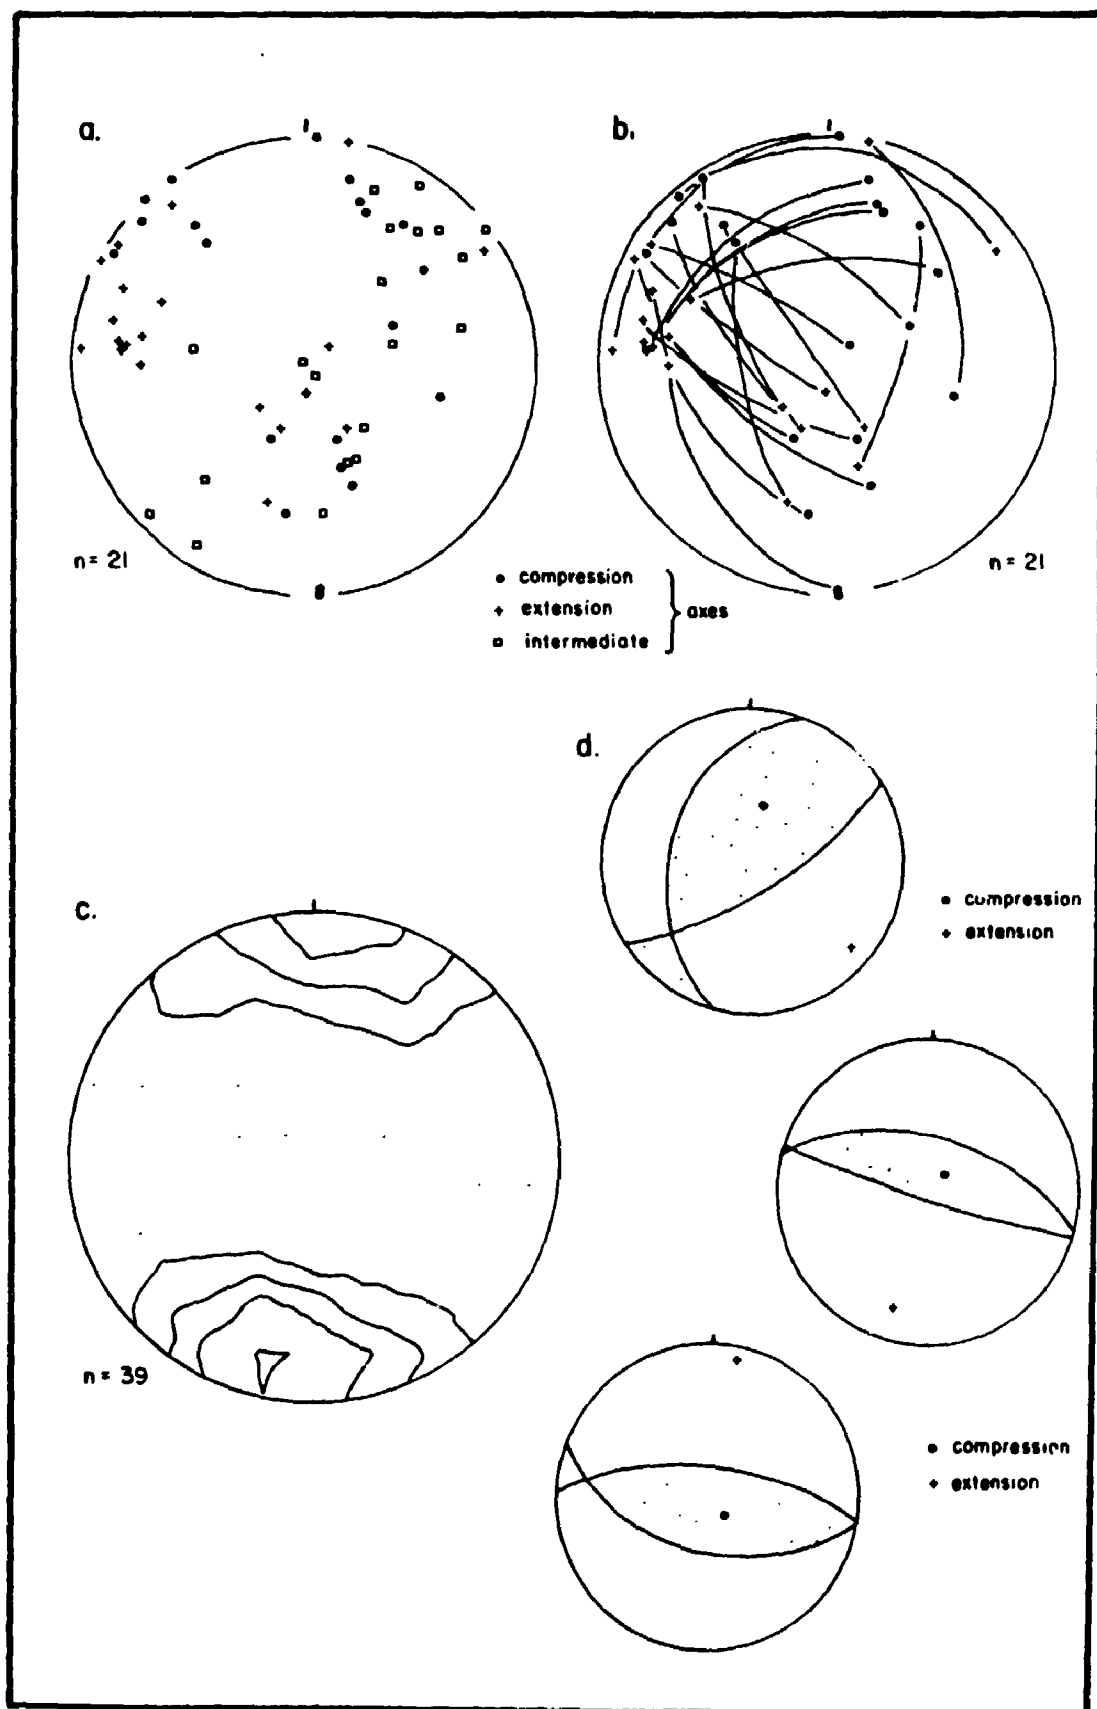 a.
b.
n = 21
n = 21
compression
extension
intermediate
axes
d.
compression
extension
c.
n = 39
compression
extension